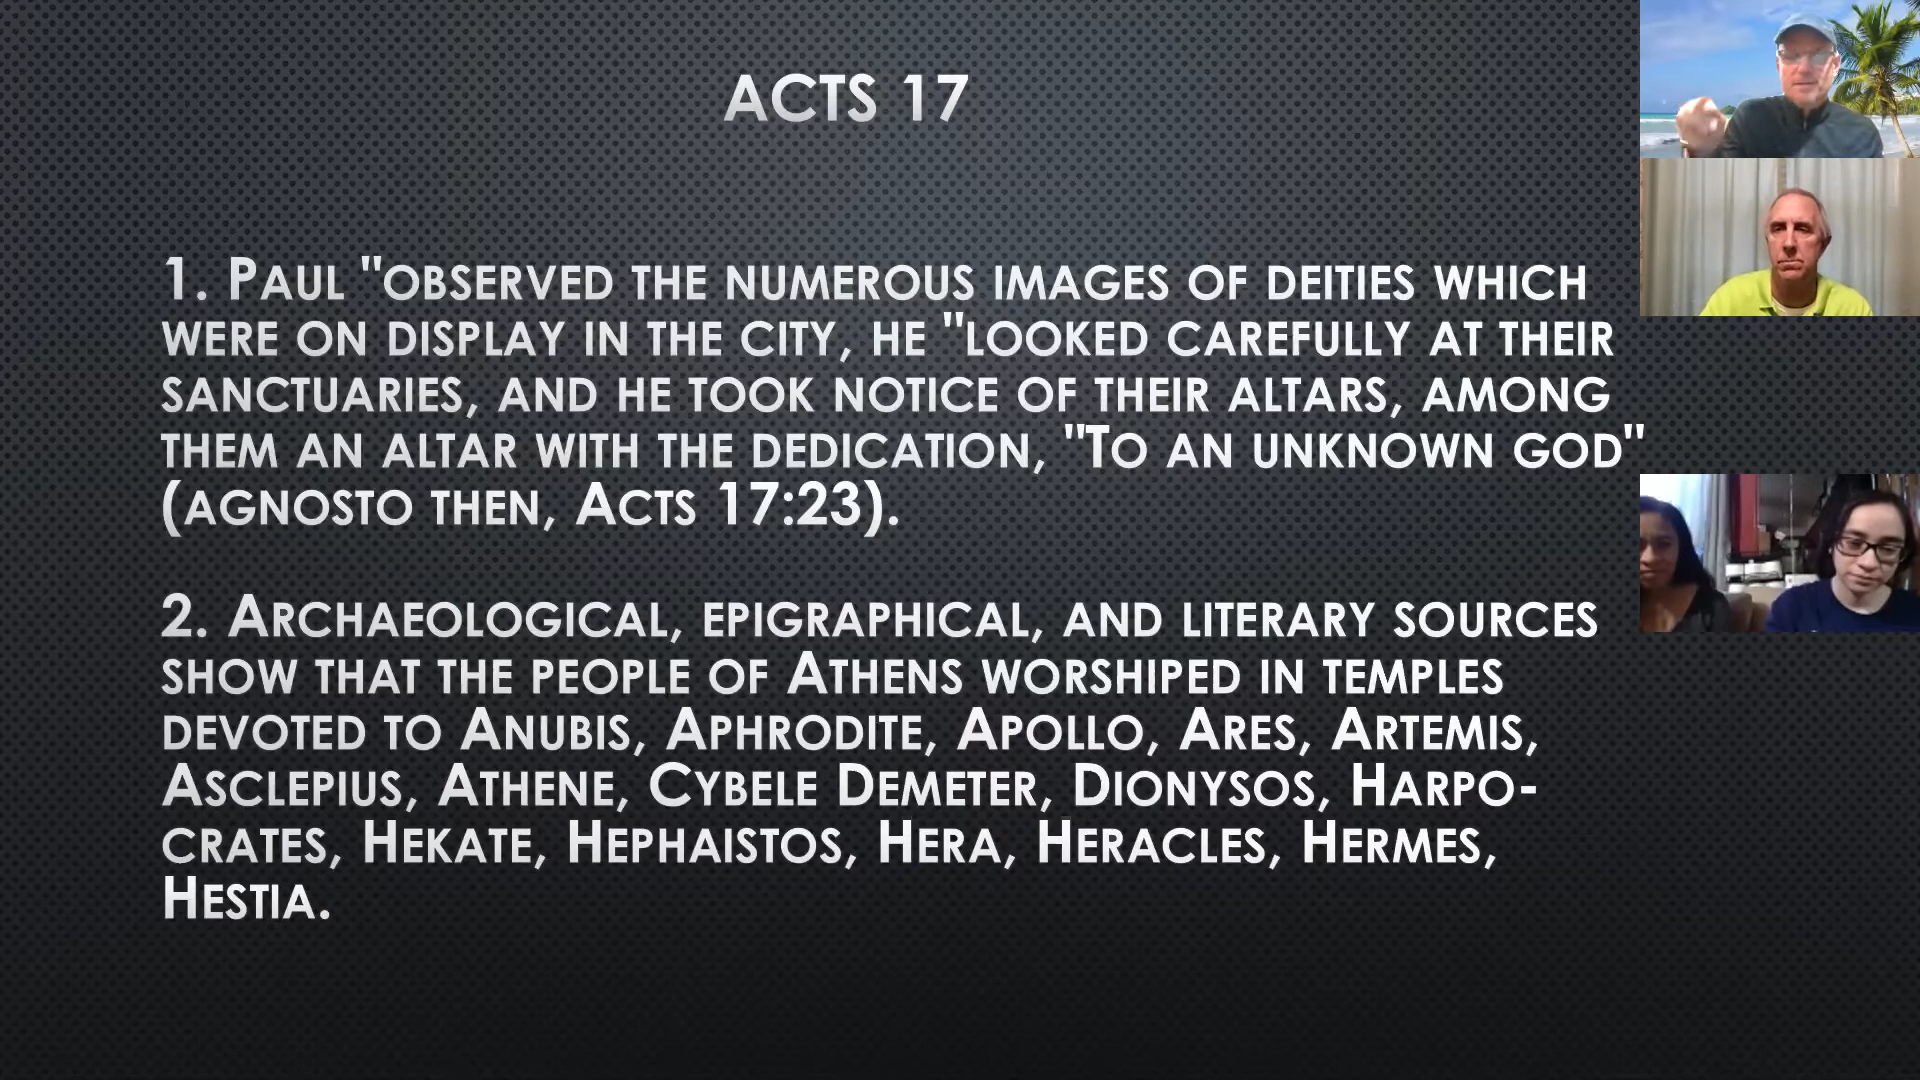 ACTS 17
1. PAUL "OBSERVED THE NUMEROUS IMAGES OF DEITIES WHICH
WERE ON DISPLAY IN THE CITY, HE "LOOKED CAREFULLY AT THEIR
SANCTUARIES, AND HE TOOK NOTICE OF THEIR ALTARS, AMONG
THEM AN ALTAR WITH THE DEDICATION, "TO AN UNKNOWN GOD"
(AGNOSTO THEN, ACTS 17:23).
2. ARCHAEOLOGICAL, EPIGRAPHICAL, AND LITERARY SOURCES
SHOW THAT THE PEOPLE OF ATHENS WORSHIPED IN TEMPLES
DEVOTED TO ANUBIS, APHRODITE, APOLLO, ARES, ARTEMIS,
ASCLEPIUS, ATHENE, CYBELE DEMETER, DIONYSOS, HARPO-
CRATES, HEKATE, HEPHAISTOS, HERA, HERACLES, HERMES,
HESTIA.